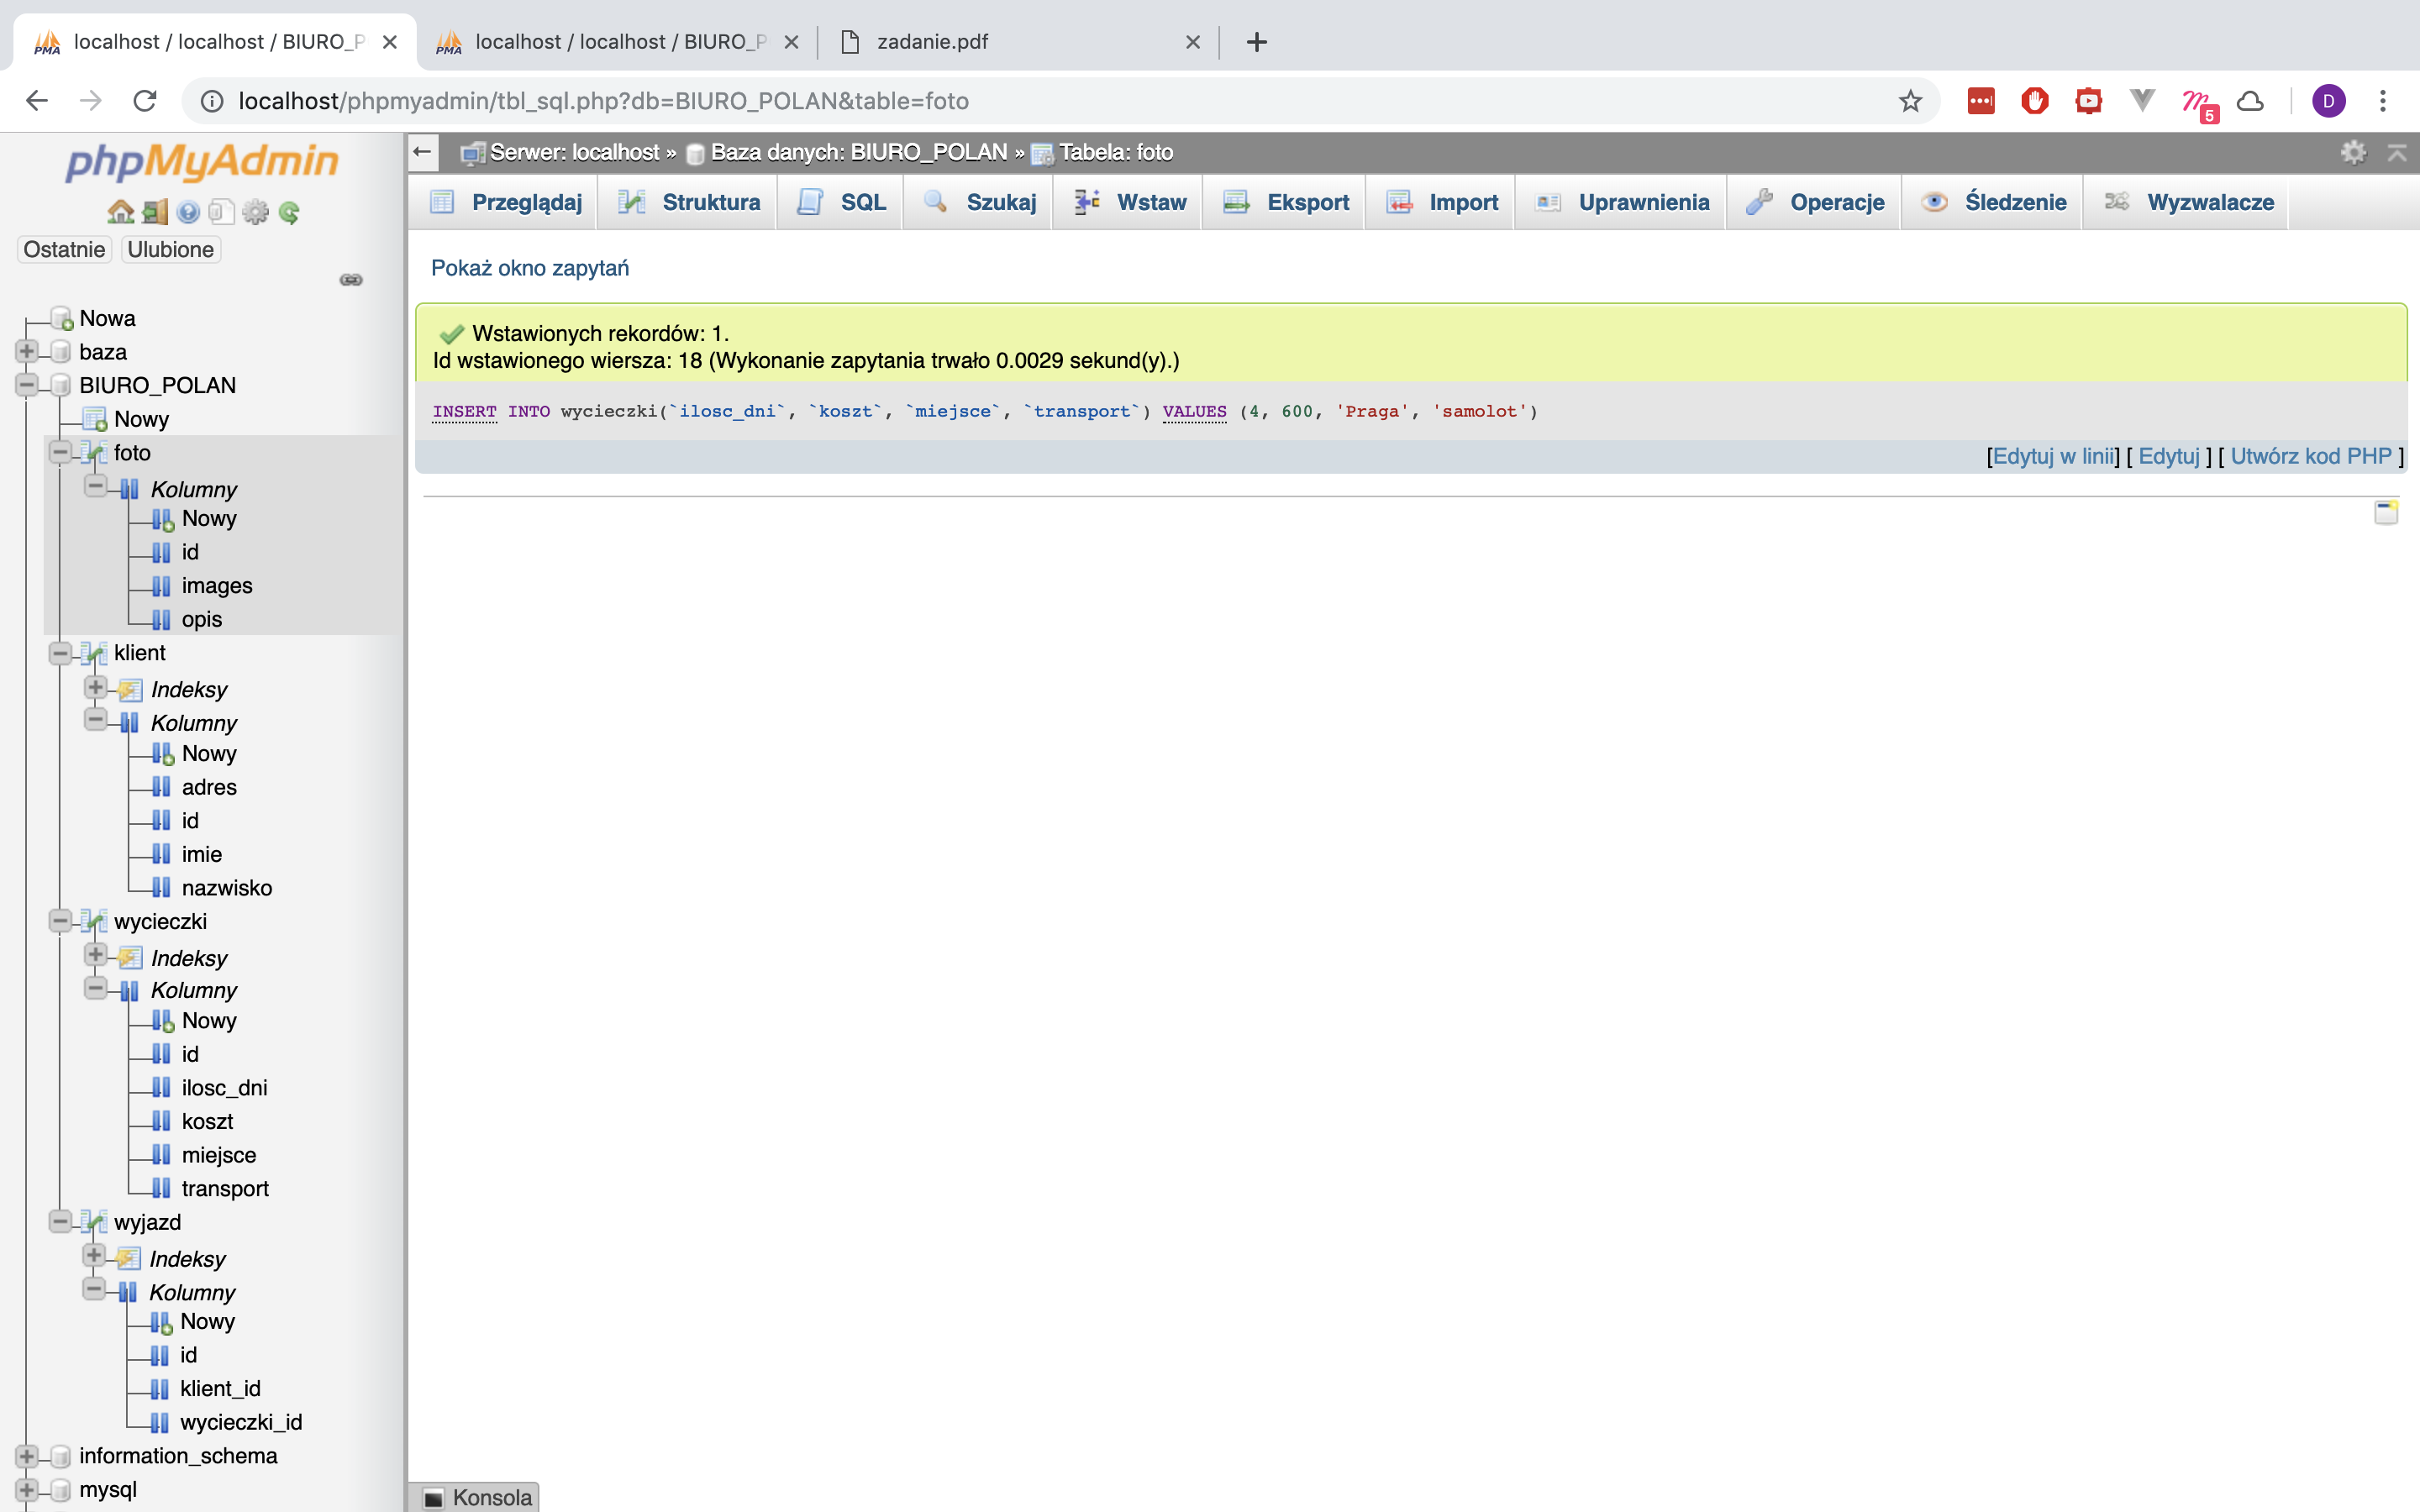 localhost / localhost / BIURO_P
localhost / localhost / BIURO_P
zadanie.pdf
localhost/phpmyadmin/tbl_sql.php?db=BIURO_POLAN&table=foto
5
D
phpMyAdmin
Ostatnie
Ulubione
Nowa
baza
BIURO_POLAN
Nowy
foto
Kolumny
Nowy
id
images
opis
klient
Indeksy
Kolumny
Nowy
adres
id
imie
nazwisko
wycieczki
Indeksy
Kolumny
Nowy
id
ilosc_dni
koszt
miejsce
transport
wyjazd
Indeksy
Kolumny
Nowy
id
klient_id
wycieczki_id
information_schema
mysql
Serwer: localhost » Baza danych: BIURO_POLAN » Tabela: foto
Przeglądaj Struktura SQL Szukaj Wstaw Eksport Import Uprawnienia Operacje Śledzenie Wyzwalacze
Pokaż okno zapytań
Wstawionych rekordów: 1.
Id wstawionego wiersza: 18 (Wykonanie zapytania trwało 0.0029 sekund(y).)
INSERT INTO wycieczki(`ilosc_dni`, `koszt`, `miejsce`, `transport`) VALUES (4, 600, 'Praga', 'samolot')
[Edytuj w linii] [ Edytuj ] [ Utwórz kod PHP ]
Konsola